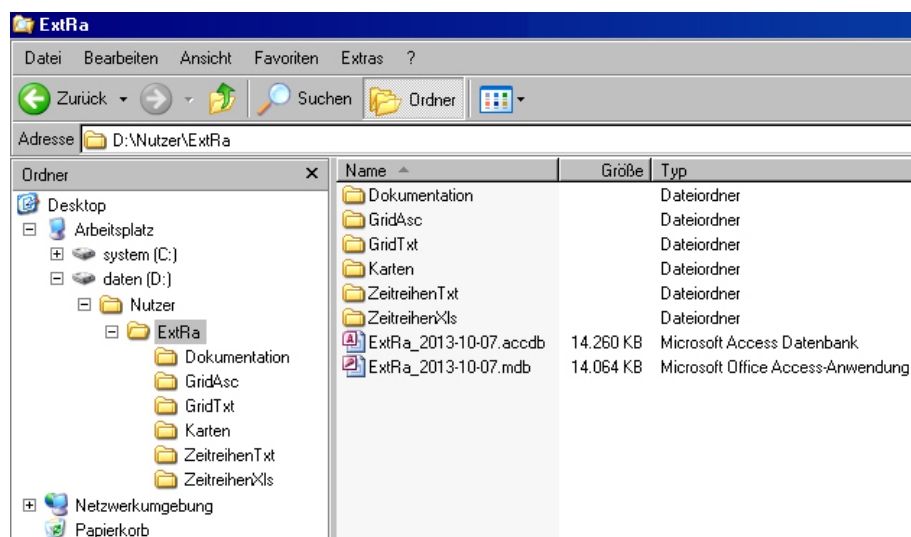 ExtRa
Datei Bearbeiten Ansicht Favoriten Extras ?
Zurück Suchen Ordner
Adresse D:\Nutzer\ExtRa
Ordner x
Desktop
Arbeitsplatz
system (C:)
daten (D:)
Nutzer
ExtRa
Dokumentation
GridAsc
GridTxt
Karten
ZeitreihenTxt
ZeitreihenXls
Netzwerkumgebung
Papierkorb
Name Größe Typ
Dokumentation Dateiordner
GridAsc Dateiordner
GridTxt Dateiordner
Karten Dateiordner
ZeitreihenTxt Dateiordner
ZeitreihenXls Dateiordner
ExtRa_2013-10-07.accdb 14.260 KB Microsoft Access Datenbank
ExtRa_2013-10-07.mdb 14.064 KB Microsoft Office Access-Anwendung